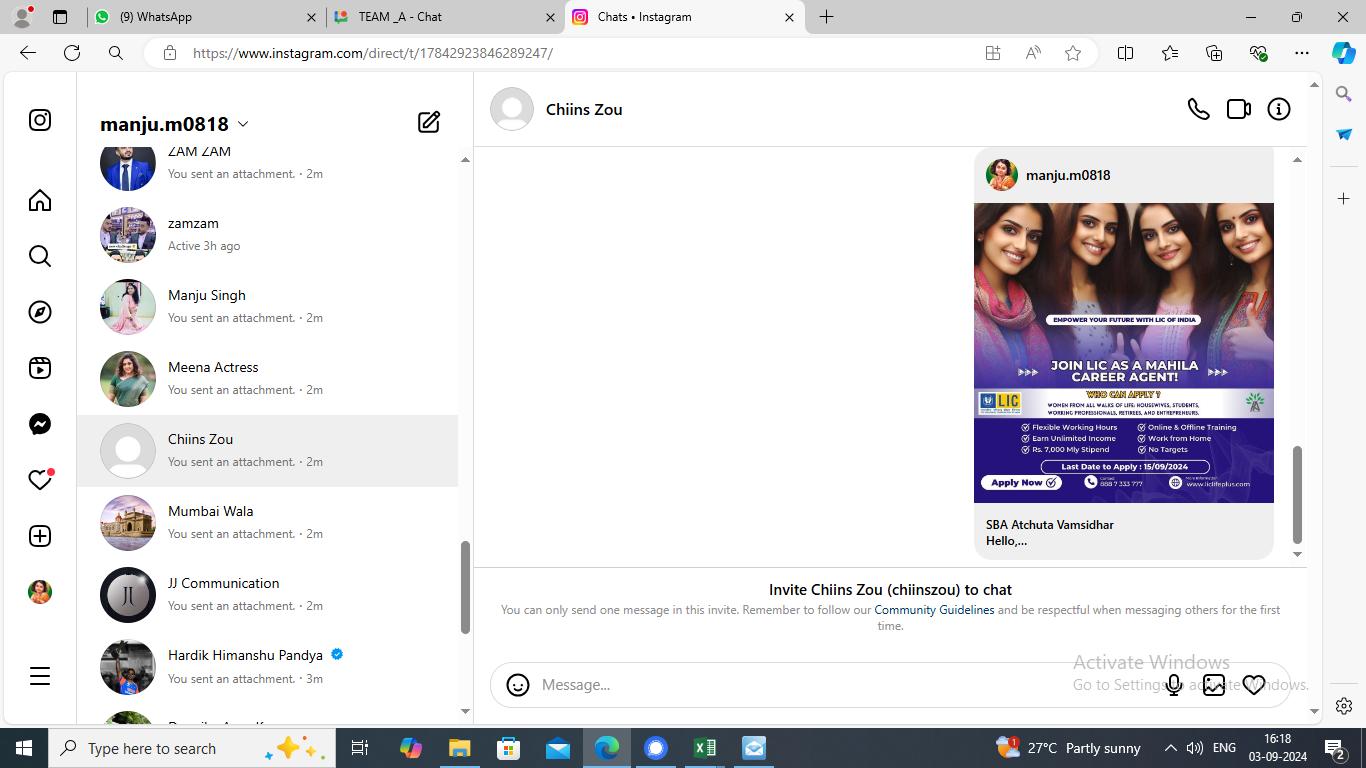 (9) WhatsApp
TEAM _A - Chat
Chats • Instagram
https://www.instagram.com/direct/t/17842923846289247/
manju.m0818
ZAM ZAM
You sent an attachment. · 2m
zamzam
Active 3h ago
Manju Singh
You sent an attachment. · 2m
Meena Actress
You sent an attachment. · 2m
Chiins Zou
You sent an attachment. · 2m
Mumbai Wala
You sent an attachment. · 2m
JJ Communication
You sent an attachment. · 2m
Hardik Himanshu Pandya
You sent an attachment. · 3m
Chiins Zou
manju.m0818
EMPOWER YOUR FUTURE WITH LIC OF INDIA
JOIN LIC AS A MAHILA
CAREER AGENT!
WHO CAN APPLY ?
LIC
WOMEN FROM ALL WALKS OF LIFE: HOUSEWIVES, STUDENTS,
WORKING PROFESSIONALS, RETIREES, AND ENTREPRENEURS.
Flexible Working Hours
Online & Offline Training
Earn Unlimited Income
Work from Home
Rs. 7,000 Mly Stipend
No Targets
Last Date to Apply : 15/09/2024
Apply Now
Contact
888 7 333 777
www.liclifeplus.com
SBA Atchuta Vamsidhar
Hello,...
Invite Chiins Zou (chiinszou) to chat
You can only send one message in this invite. Remember to follow our Community Guidelines and be respectful when messaging others for the first
time.
Message...
Activate Windows
Go to Settings to activate Windows.
Type here to search
1
27°C Partly sunny
ENG
16:18
03-09-2024
2